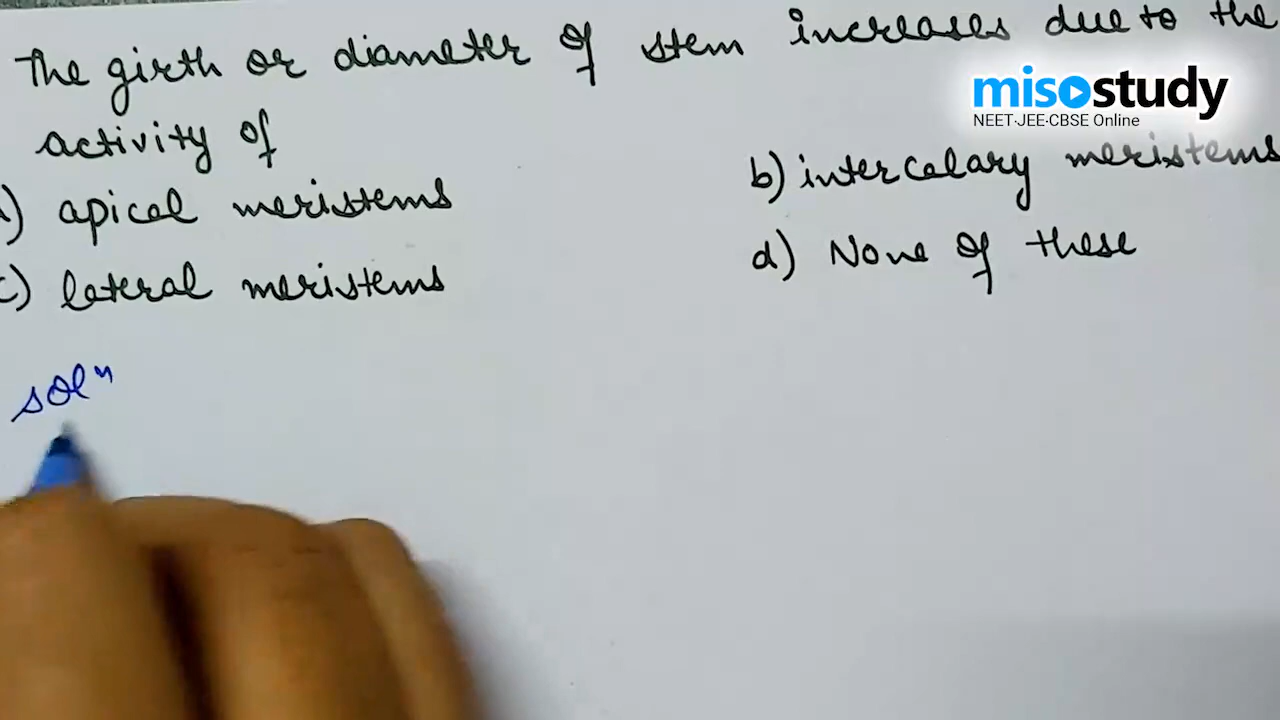 The girth or diameter of stem increases due to the
activity of
) apical meristems
b) intercalary meristems
c) lateral meristems
d) None of these
solⁿ
misostudy
NEET-JEE-CBSE Online